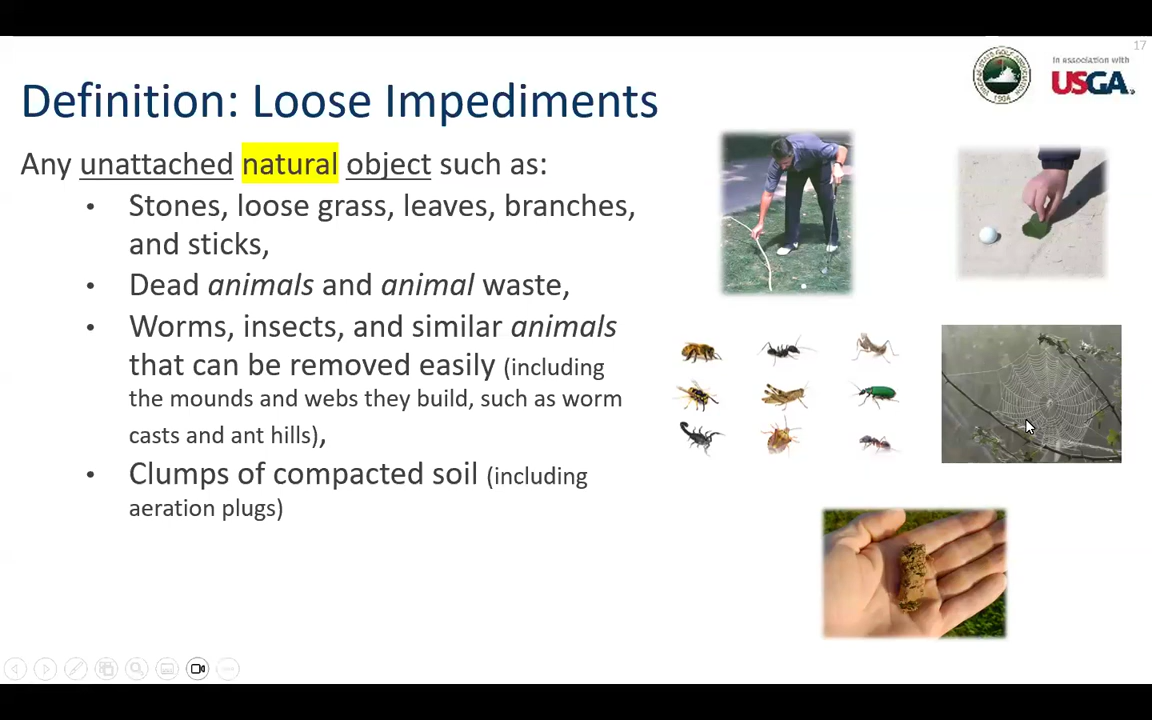 17
In association with
USGA
1904
Definition: Loose Impediments
Any unattached natural object such as:
• Stones, loose grass, leaves, branches,
and sticks,
• Dead animals and animal waste,
• Worms, insects, and similar animals
that can be removed easily (including
the mounds and webs they build, such as worm
casts and ant hills),
• Clumps of compacted soil (including
aeration plugs)